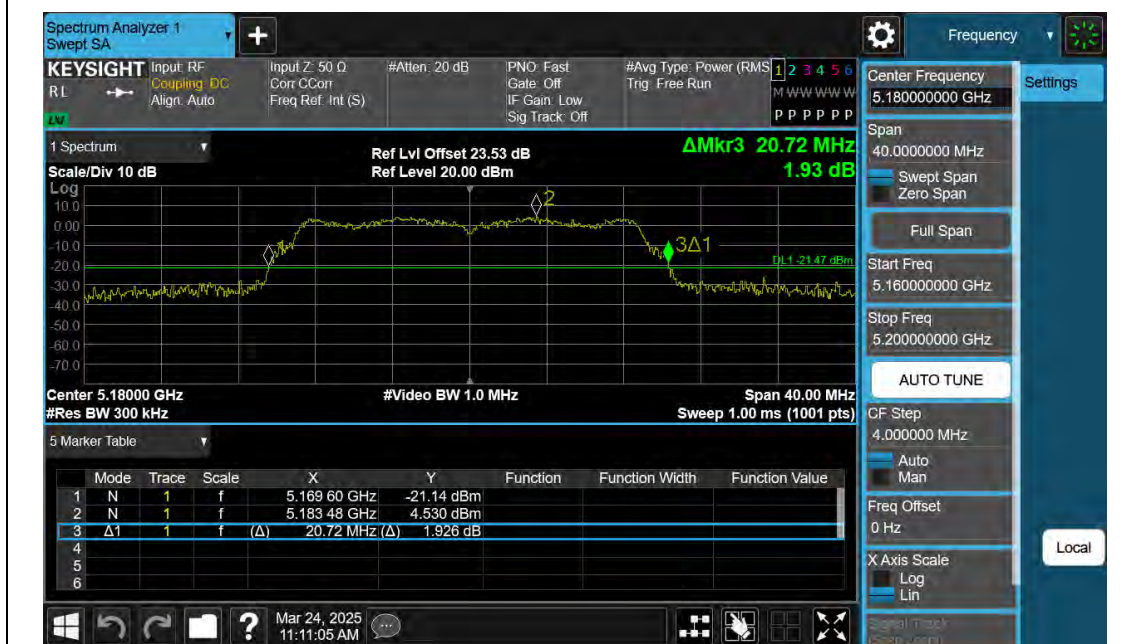 Spectrum Analyzer 1
Swept SA
+
Frequency
KEYSIGHT
RL
LXI
Input: RF
Coupling: DC
Align: Auto
Input Z: 50 Ω
Corr CCorr
Freq Ref: Int (S)
#Atten: 20 dB
PNO: Fast
Gate: Off
IF Gain: Low
Sig Track: Off
#Avg Type: Power (RMS
Trig: Free Run
1 2 3 4 5 6
M W W W W W
P P P P P P
Center Frequency
5.180000000 GHz
Settings
Span
40.0000000 MHz
Swept Span
Zero Span
Full Span
Start Freq
5.160000000 GHz
Stop Freq
5.200000000 GHz
AUTO TUNE
CF Step
4.000000 MHz
Auto
Man
Freq Offset
0 Hz
X Axis Scale
Log
Lin
Signal Track
Local
1 Spectrum
Scale/Div 10 dB
Ref Lvl Offset 23.53 dB
Ref Level 20.00 dBm
ΔMkr3 20.72 MHz
1.93 dB
Log
10.0
0.00
-10.0
-20.0
-30.0
-40.0
-50.0
-60.0
-70.0
1
2
3Δ1
DL1 -21.47 dBm
Center 5.18000 GHz
#Video BW 1.0 MHz
Span 40.00 MHz
#Res BW 300 kHz
Sweep 1.00 ms (1001 pts)
5 Marker Table
Mode Trace Scale X Y Function Function Width Function Value
1 N 1 f 5.169 60 GHz -21.14 dBm
2 N 1 f 5.183 48 GHz 4.530 dBm
3 Δ1 1 f (Δ) 20.72 MHz (Δ) 1.926 dB
4
5
6
?
Mar 24, 2025
11:11:05 AM